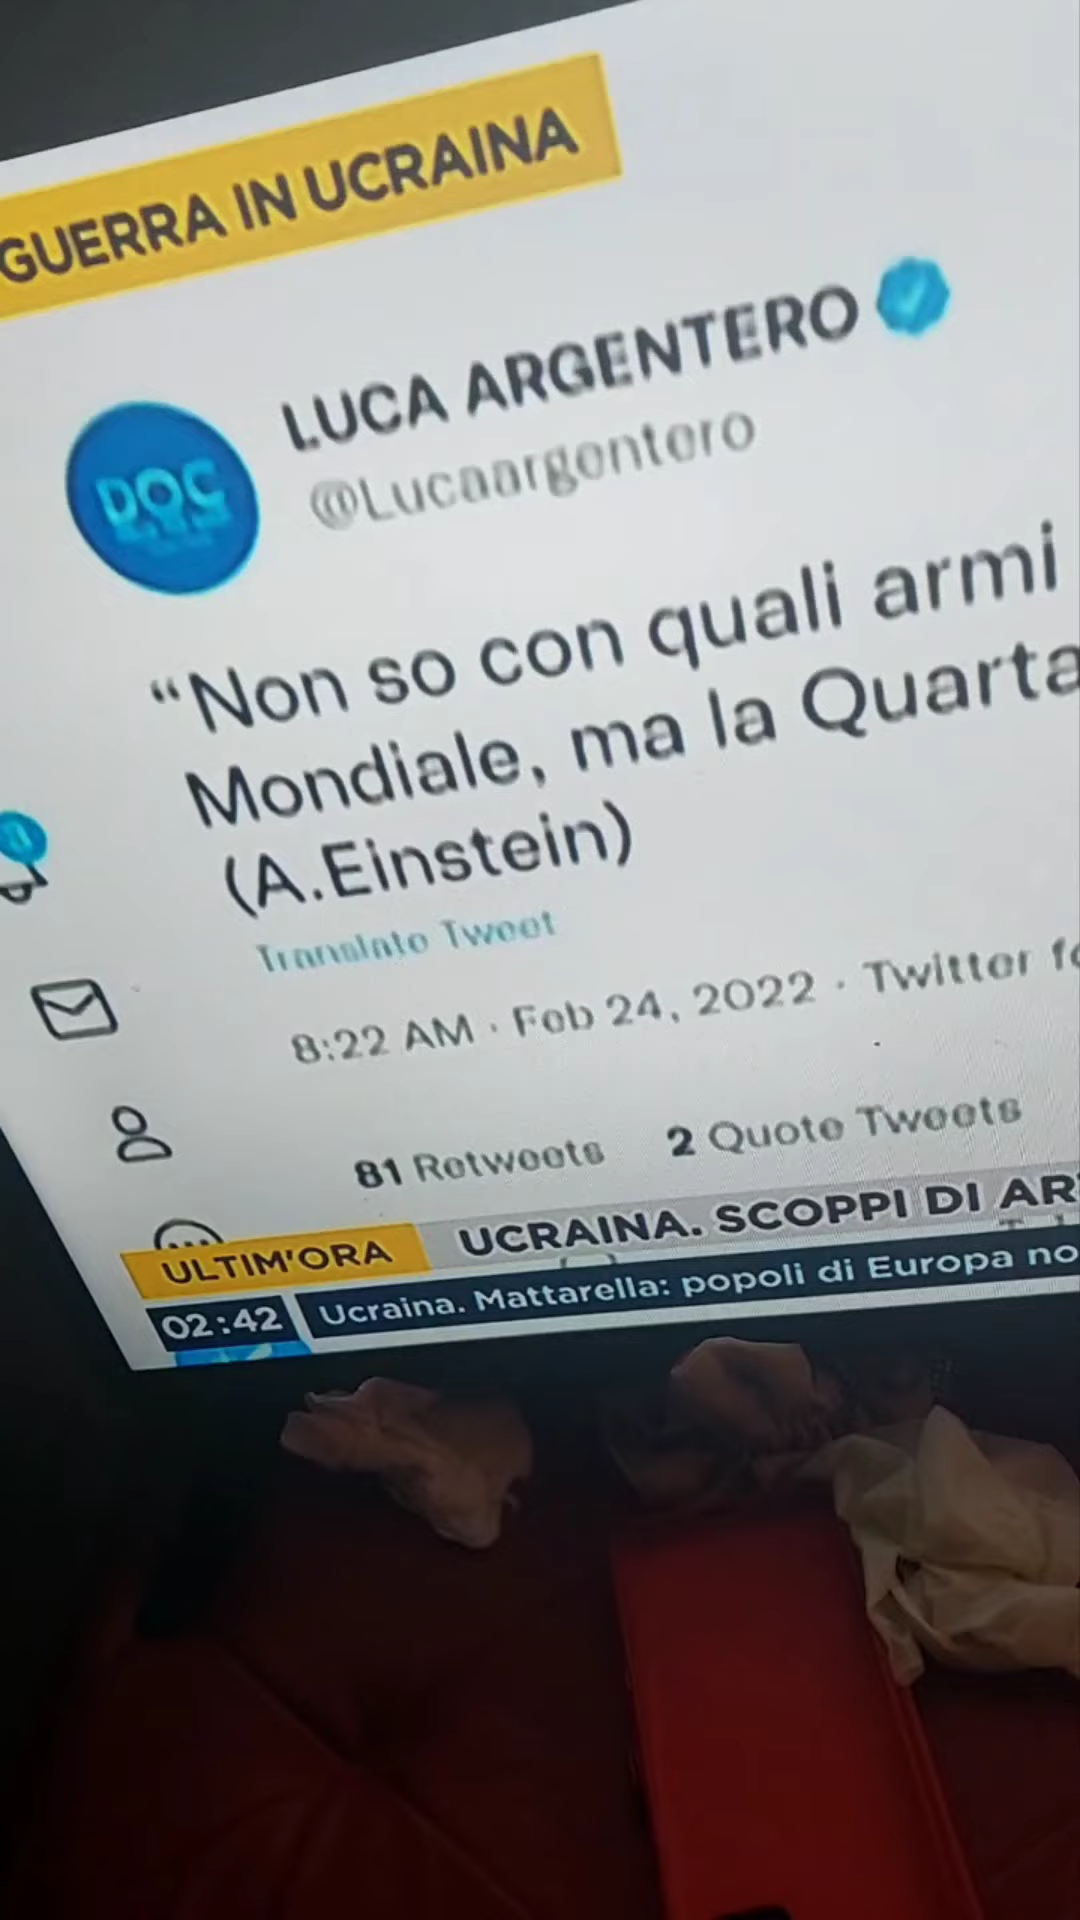 GUERRA IN UCRAINA
LUCA ARGENTERO
@Lucaargentero
DOC
“Non so con quali armi
Mondiale, ma la Quarta
(A.Einstein)
Translate Tweet
8:22 AM · Feb 24, 2022 · Twitter
81 Retweets 2 Quote Tweets
ULTIM'ORA UCRAINA. SCOPPI DI
02:42 Ucraina. Mattarella: popoli di Europa